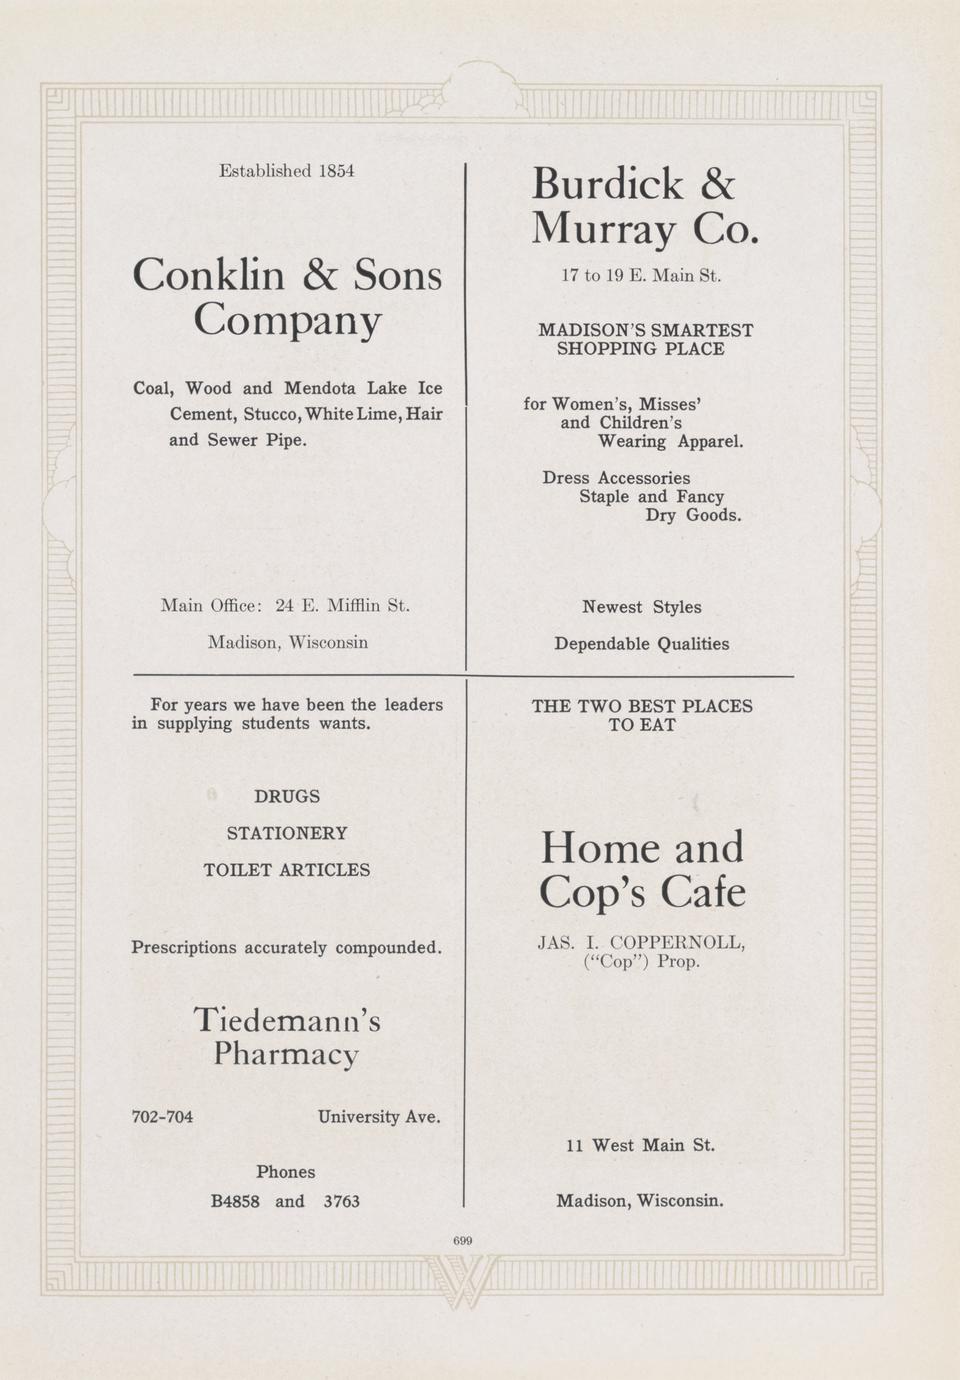 Established 1854
Conklin & Sons
Company
Coal, Wood and Mendota Lake Ice
Cement, Stucco, White Lime, Hair
and Sewer Pipe.
Main Office: 24 E. Mifflin St.
Madison, Wisconsin
Burdick &
Murray Co.
17 to 19 E. Main St.
MADISON'S SMARTEST
SHOPPING PLACE
for Women's, Misses'
and Children's
Wearing Apparel.
Dress Accessories
Staple and Fancy
Dry Goods.
Newest Styles
Dependable Qualities
For years we have been the leaders
in supplying students wants.
DRUGS
STATIONERY
TOILET ARTICLES
Prescriptions accurately compounded.
Tiedemann's
Pharmacy
702-704 University Ave.
Phones
B4858 and 3763
THE TWO BEST PLACES
TO EAT
Home and
Cop's Cafe
JAS. I. COPPERNOLL,
("Cop") Prop.
11 West Main St.
Madison, Wisconsin.
699
W